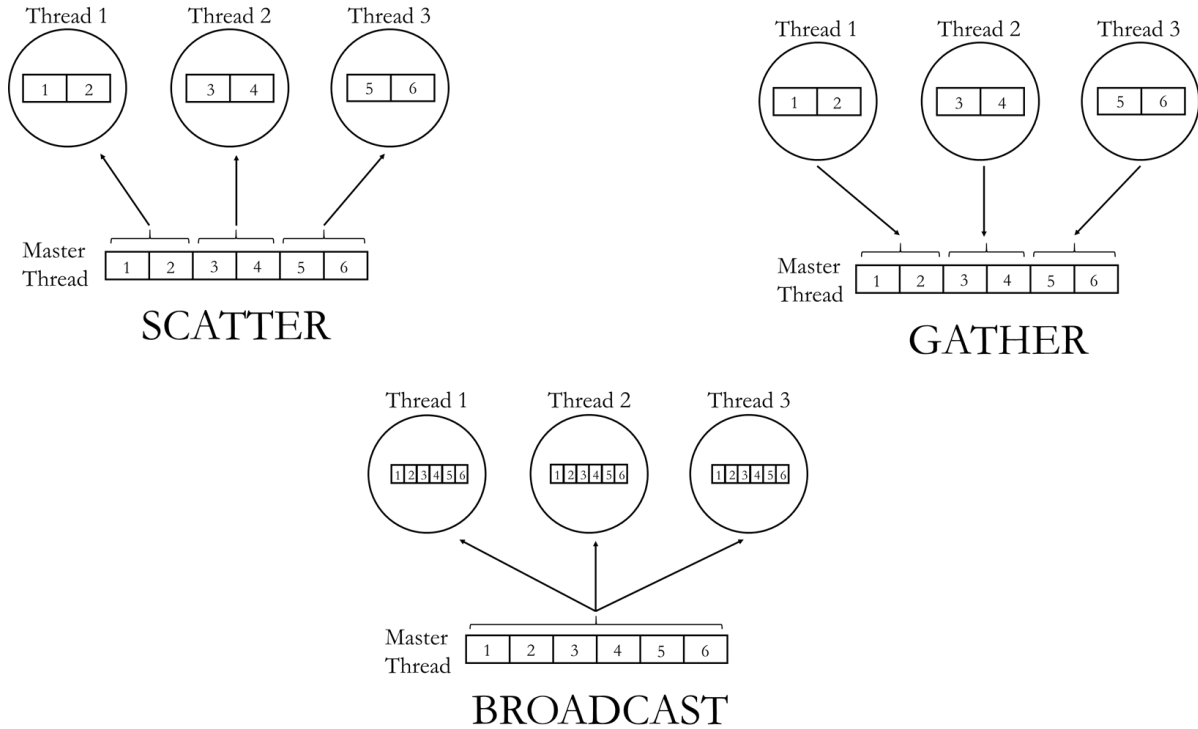 Thread 1
Thread 2
Thread 3
1 2
3 4
5 6
Master
Thread
1 2 3 4 5 6
SCATTER
Thread 1
Thread 2
Thread 3
1 2
3 4
5 6
Master
Thread
1 2 3 4 5 6
GATHER
Thread 1
Thread 2
Thread 3
1 2 3 4 5 6
1 2 3 4 5 6
1 2 3 4 5 6
Master
Thread
1 2 3 4 5 6
BROADCAST